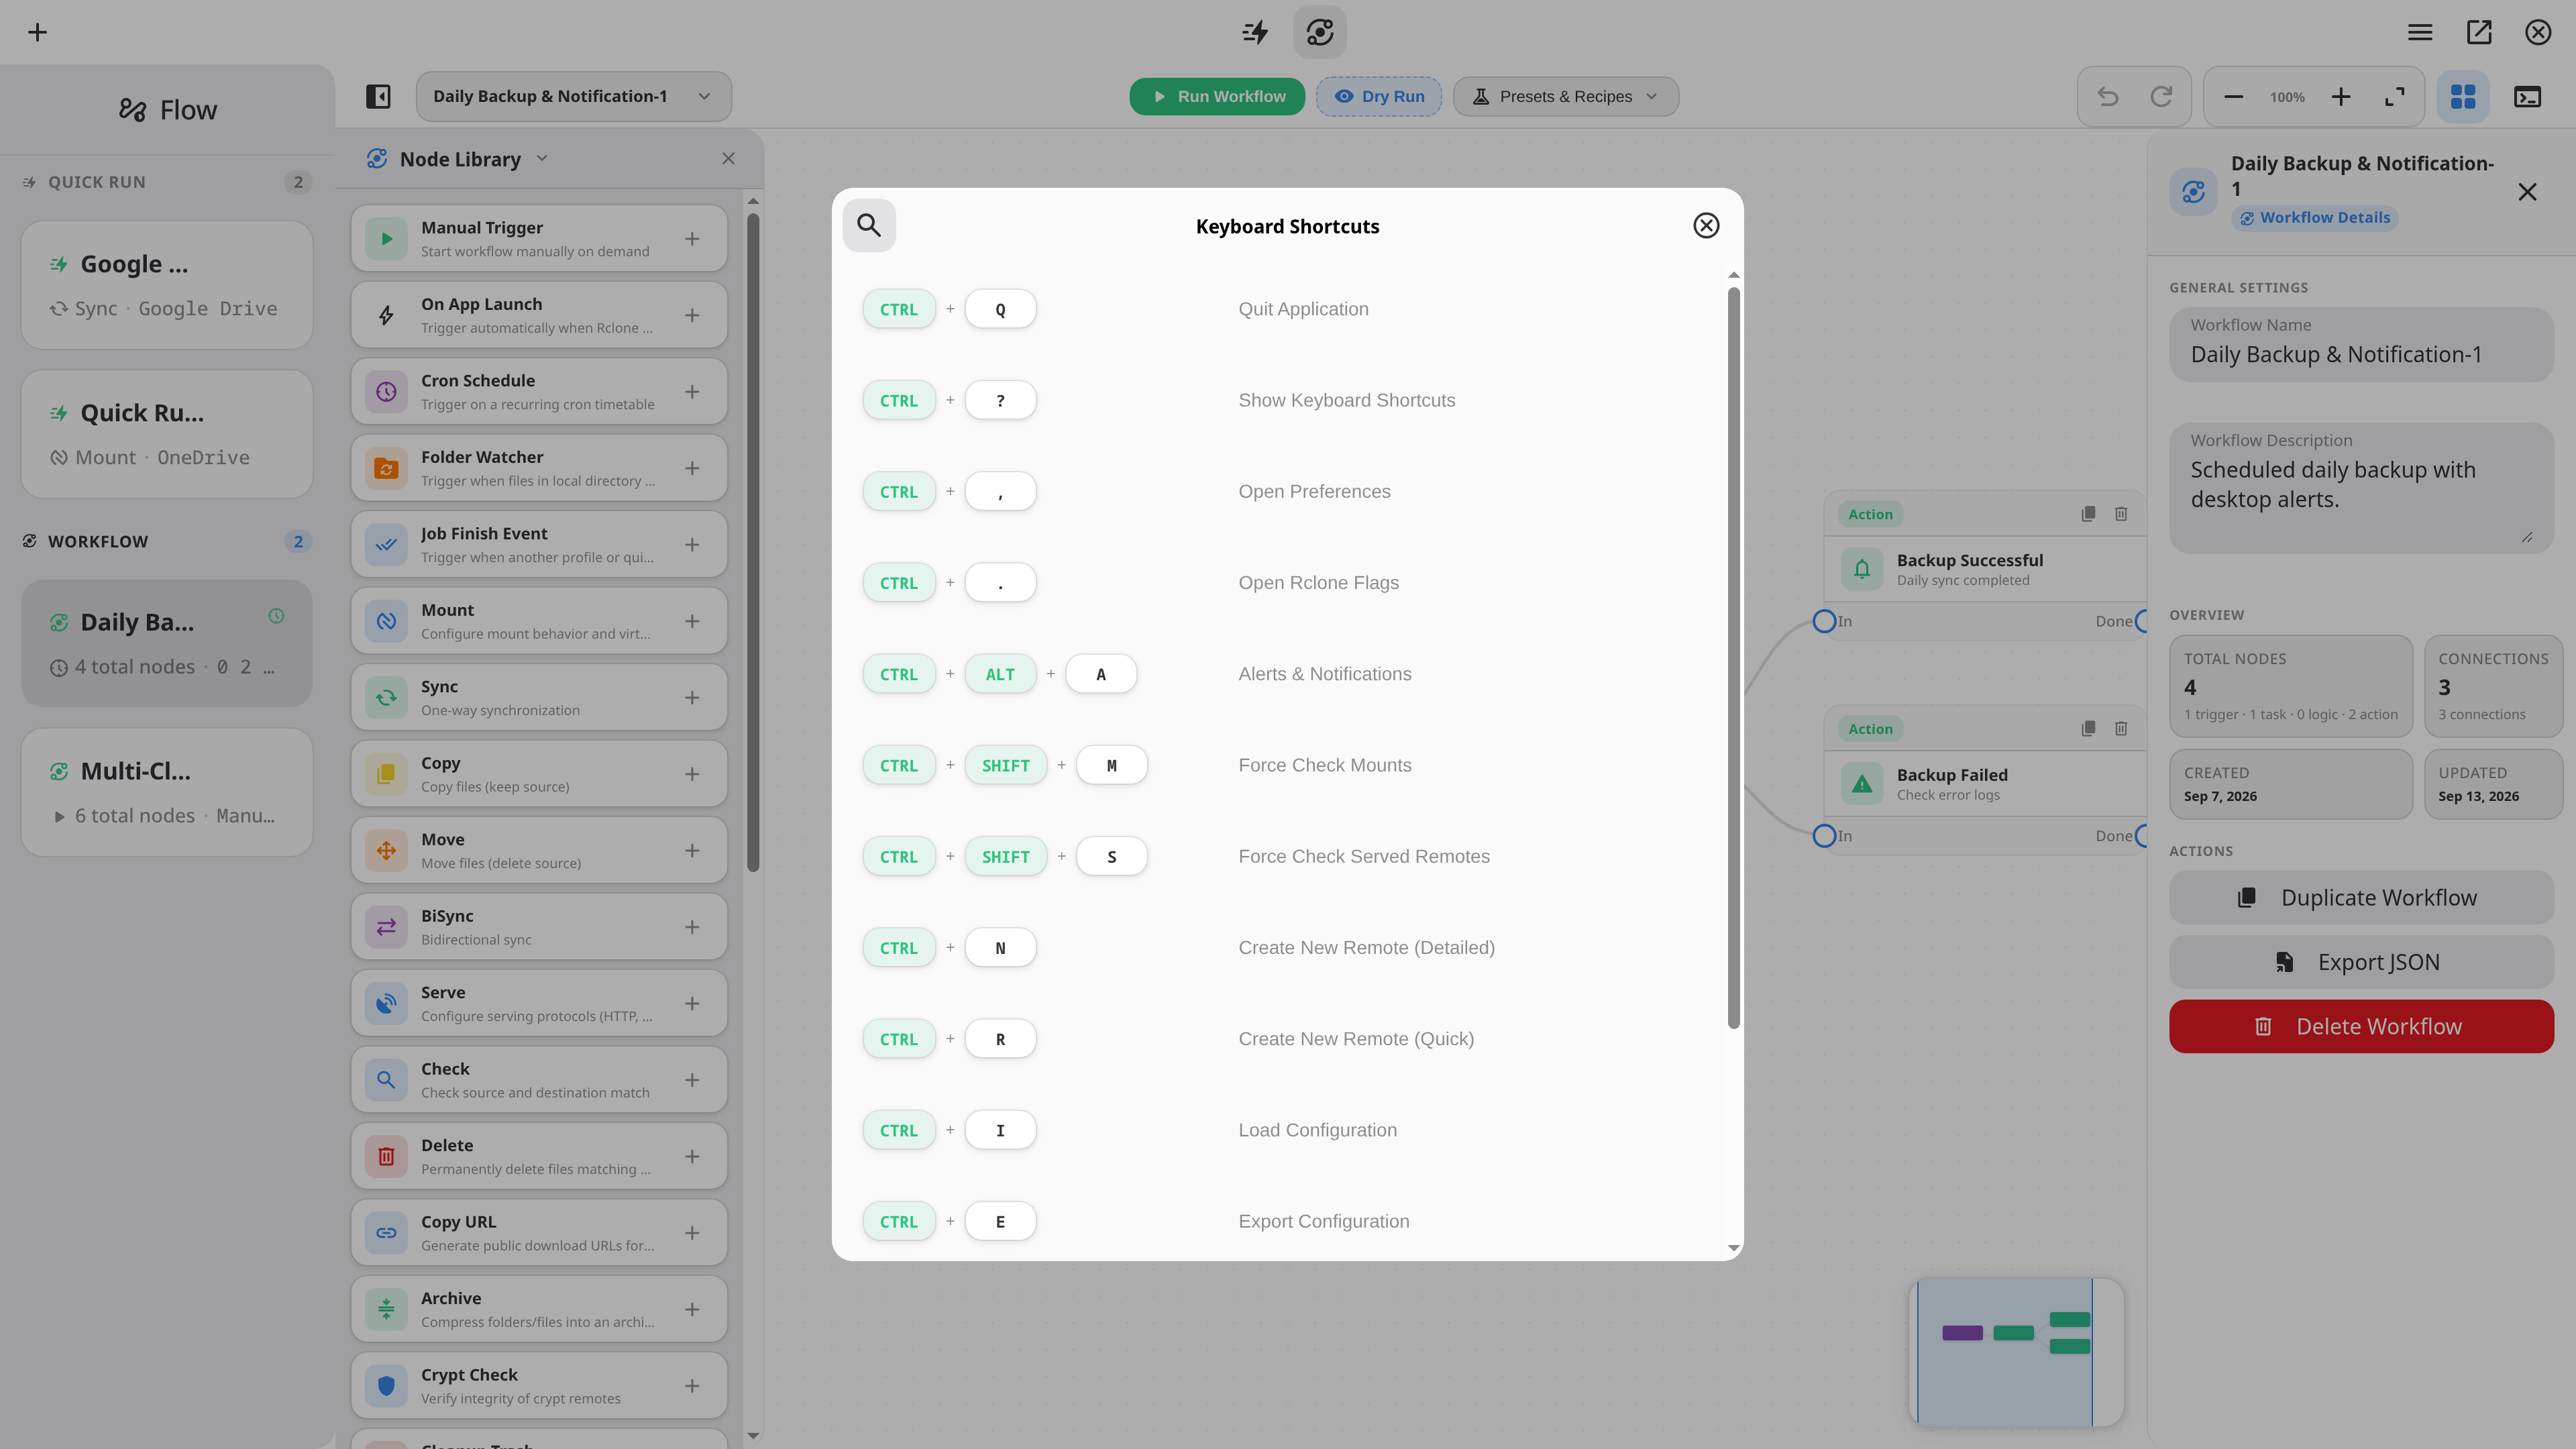 Flow
QUICK RUN
2
Google ...
Sync · Google Drive
Quick Ru...
Mount · OneDrive
WORKFLOW
2
Daily Ba...
4 total nodes · 0 2 ...
Multi-Cl...
6 total nodes · Manu...
Daily Backup & Notification-1
Run Workflow
Dry Run
Presets & Recipes
100%
Node Library
Manual Trigger
Start workflow manually on demand
On App Launch
Trigger automatically when Rclone ...
Cron Schedule
Trigger on a recurring cron timetable
Folder Watcher
Trigger when files in local directory ...
Job Finish Event
Trigger when another profile or qui...
Mount
Configure mount behavior and virt...
Sync
One-way synchronization
Copy
Copy files (keep source)
Move
Move files (delete source)
BiSync
Bidirectional sync
Serve
Configure serving protocols (HTTP, ...
Check
Check source and destination match
Delete
Permanently delete files matching ...
Copy URL
Generate public download URLs for...
Archive
Compress folders/files into an archi...
Crypt Check
Verify integrity of crypt remotes
Keyboard Shortcuts
CTRL + Q Quit Application
CTRL + ? Show Keyboard Shortcuts
CTRL + , Open Preferences
CTRL + . Open Rclone Flags
CTRL + ALT + A Alerts & Notifications
CTRL + SHIFT + M Force Check Mounts
CTRL + SHIFT + S Force Check Served Remotes
CTRL + N Create New Remote (Detailed)
CTRL + R Create New Remote (Quick)
CTRL + I Load Configuration
CTRL + E Export Configuration
Action
Backup Successful
Daily sync completed
In Done
Action
Backup Failed
Check error logs
In Done
Daily Backup & Notification-
1
Workflow Details
GENERAL SETTINGS
Workflow Name
Daily Backup & Notification-1
Workflow Description
Scheduled daily backup with
desktop alerts.
OVERVIEW
TOTAL NODES
4
1 trigger · 1 task · 0 logic · 2 action
CONNECTIONS
3
3 connections
CREATED
Sep 7, 2026
UPDATED
Sep 13, 2026
ACTIONS
Duplicate Workflow
Export JSON
Delete Workflow